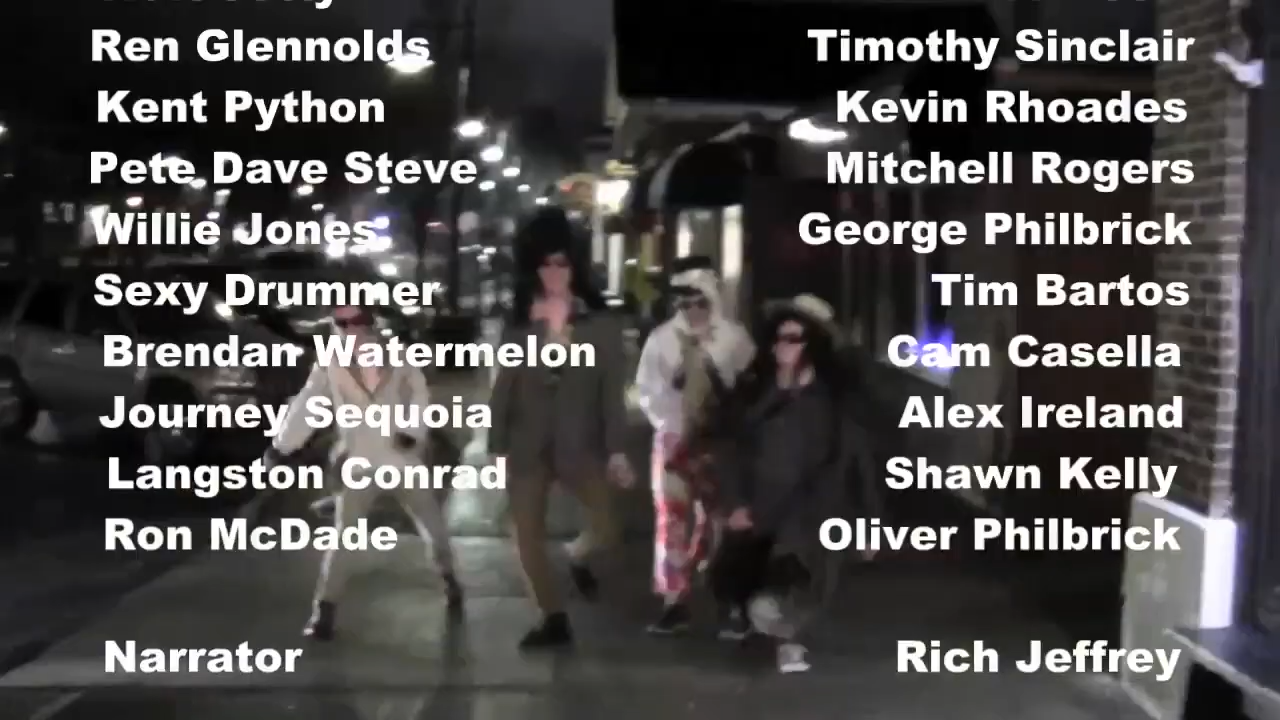 Ren Glennolds Timothy Sinclair
Kent Python Kevin Rhoades
Pete Dave Steve Mitchell Rogers
Willie Jones George Philbrick
Sexy Drummer Tim Bartos
Brendan Watermelon Cam Casella
Journey Sequoia Alex Ireland
Langston Conrad Shawn Kelly
Ron McDade Oliver Philbrick
Narrator Rich Jeffrey